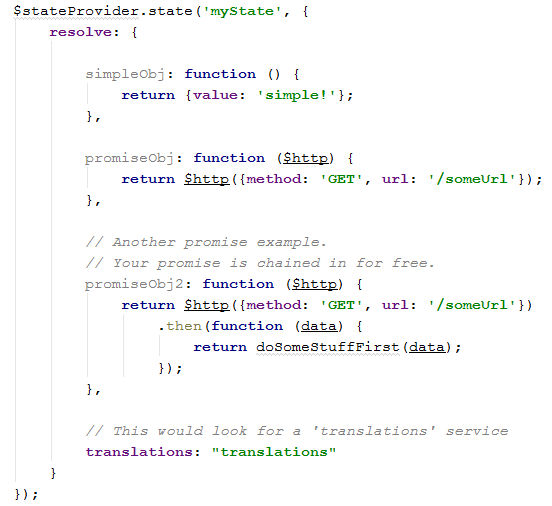 $stateProvider.state('myState', {
    resolve: {

        simpleObj: function () {
            return {value: 'simple!'};
        },

        promiseObj: function ($http) {
            return $http({method: 'GET', url: '/someUrl'});
        },

        // Another promise example.
        // Your promise is chained in for free.
        promiseObj2: function ($http) {
            return $http({method: 'GET', url: '/someUrl'})
                .then(function (data) {
                    return doSomeStuffFirst(data);
                });
        },

        // This would look for a 'translations' service
        translations: "translations"
    }
});